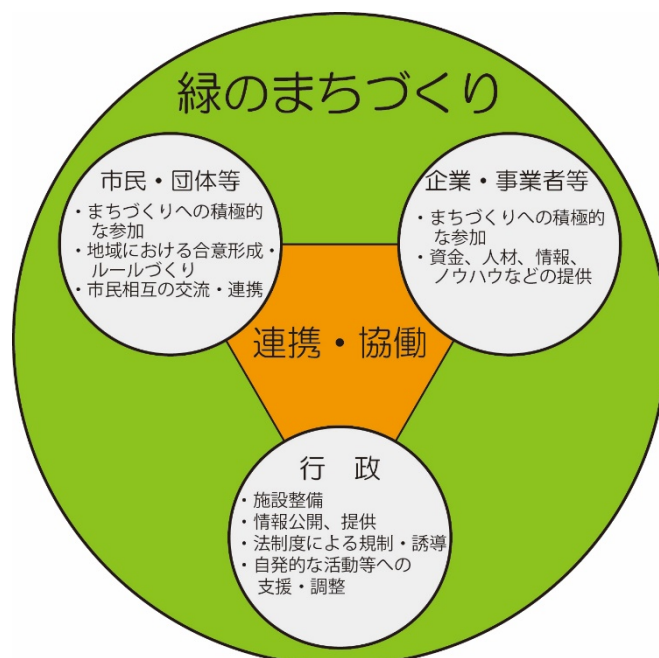 緑のまちづくり
市民・団体等
・まちづくりへの積極的
な参加
・地域における合意形成・
ルールづくり
・市民相互の交流・連携
企業・事業者等
・まちづくりへの積極的
な参加
・資金、人材、情報、
ノウハウなどの提供
連携・協働
行　政
・施設整備
・情報公開、提供
・法制度による規制・誘導
・自発的な活動等への
支援・調整